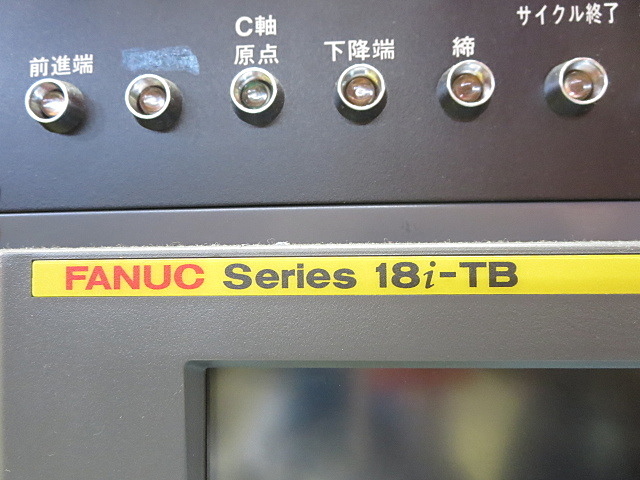 サイクル終了
C軸
原点
前進端
下降端
締
FANUC Series 18i-TB